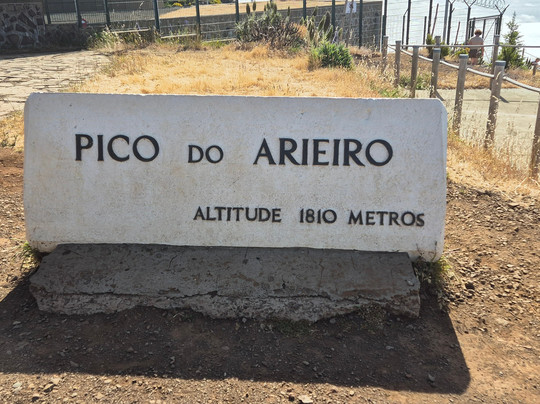 PICO DO ARIEIRO
ALTITUDE 1810 METROS